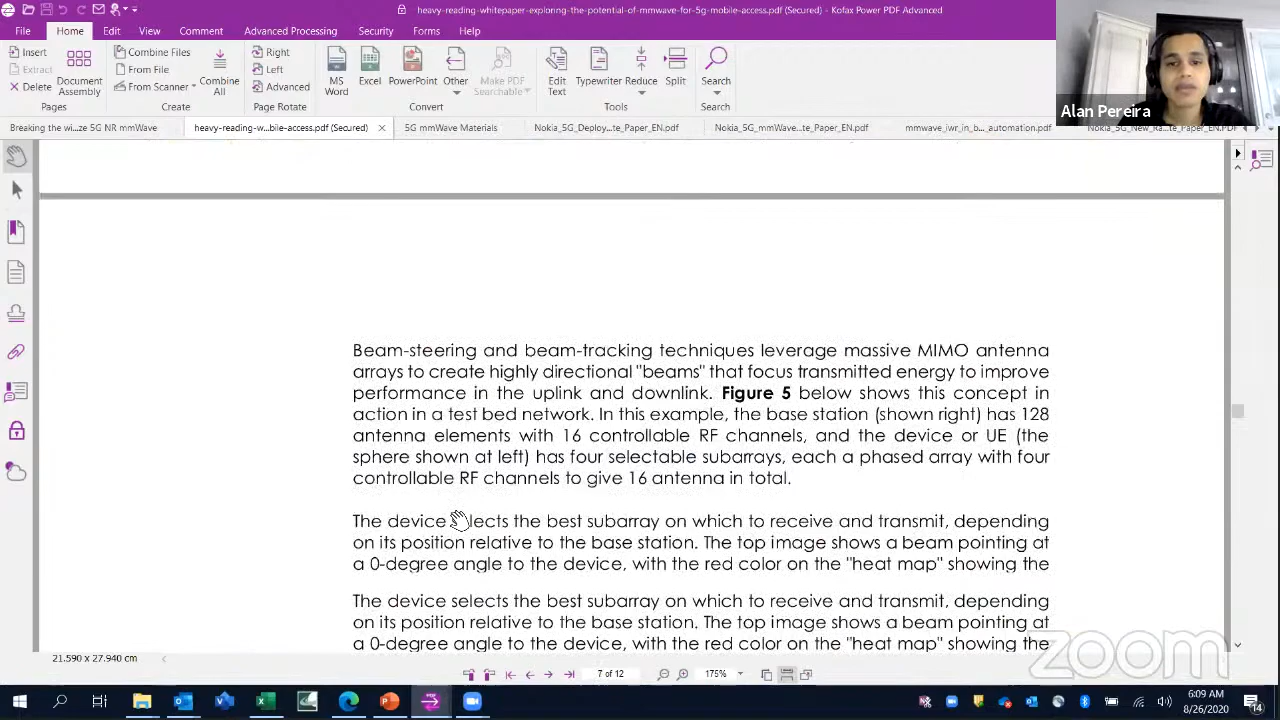 heavy-reading-whitepaper-exploring-the-potential-of-mmwave-for-5g-mobile-access.pdf (Secured) • Kofax Power PDF Advanced
File Home Edit View Comment Advanced Processing Security Forms Help
Insert
Extract
Delete
Document Assembly
Pages
Combine Files
From File
From Scanner
Combine All
Create
Right
Left
Advanced
Page Rotate
MS Word
Excel
PowerPoint
Other
Make PDF Searchable
Convert
Edit Text
Typewriter
Reduce
Split
Tools
Search
Search
Alan Pereira
Breaking the wi...ze 5G NR mmWave
heavy-reading-w...bile-access.pdf (Secured)
5G mmWave Materials
Nokia_5G_Deploy...te_Paper_EN.pdf
Nokia_5G_mmWave...te_Paper_EN.pdf
mmwave_iwr_in_b..._automation.pdf
Nokia_5G_New_Ra...te_Paper_EN.PDF
Beam-steering and beam-tracking techniques leverage massive MIMO antenna
arrays to create highly directional "beams" that focus transmitted energy to improve
performance in the uplink and downlink. Figure 5 below shows this concept in
action in a test bed network. In this example, the base station (shown right) has 128
antenna elements with 16 controllable RF channels, and the device or UE (the
sphere shown at left) has four selectable subarrays, each a phased array with four
controllable RF channels to give 16 antenna in total.
The device selects the best subarray on which to receive and transmit, depending
on its position relative to the base station. The top image shows a beam pointing at
a 0-degree angle to the device, with the red color on the "heat map" showing the
The device selects the best subarray on which to receive and transmit, depending
on its position relative to the base station. The top image shows a beam pointing at
a 0-degree angle to the device, with the red color on the "heat map" showing the
zoom
21.590 x 27.940 cm
7 of 12
175%
6:09 AM
8/26/2020
14